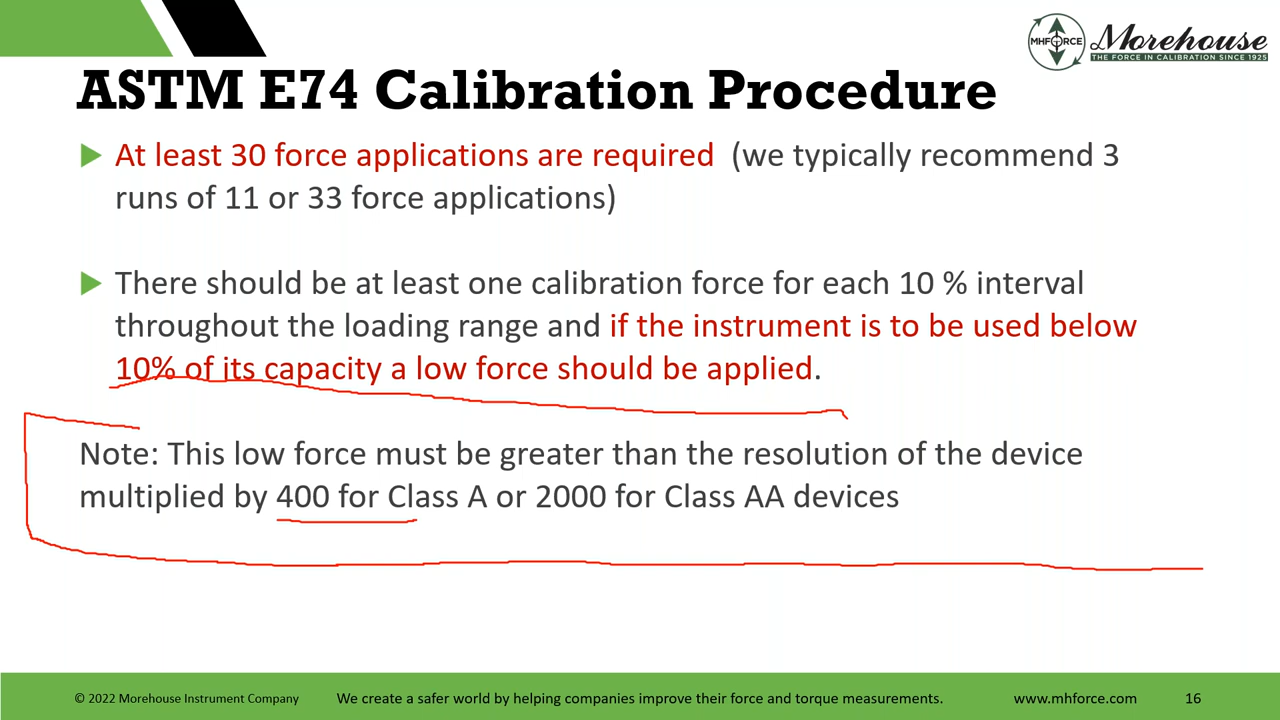 MHFORCE
Morehouse
THE FORCE IN CALIBRATION SINCE 1925
ASTM E74 Calibration Procedure
At least 30 force applications are required (we typically recommend 3
runs of 11 or 33 force applications)
There should be at least one calibration force for each 10 % interval
throughout the loading range and if the instrument is to be used below
10% of its capacity a low force should be applied.
Note: This low force must be greater than the resolution of the device
multiplied by 400 for Class A or 2000 for Class AA devices
© 2022 Morehouse Instrument Company
We create a safer world by helping companies improve their force and torque measurements.
www.mhforce.com
16